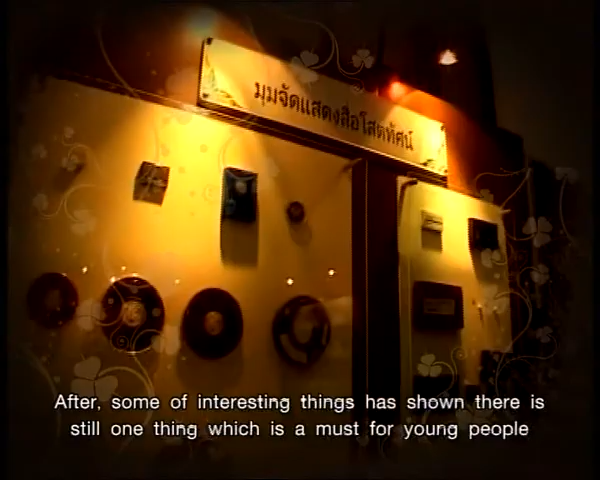 มุมจัดแสดงสื่อโสตทัศน์
After, some of interesting things has shown there is
still one thing which is a must for young people